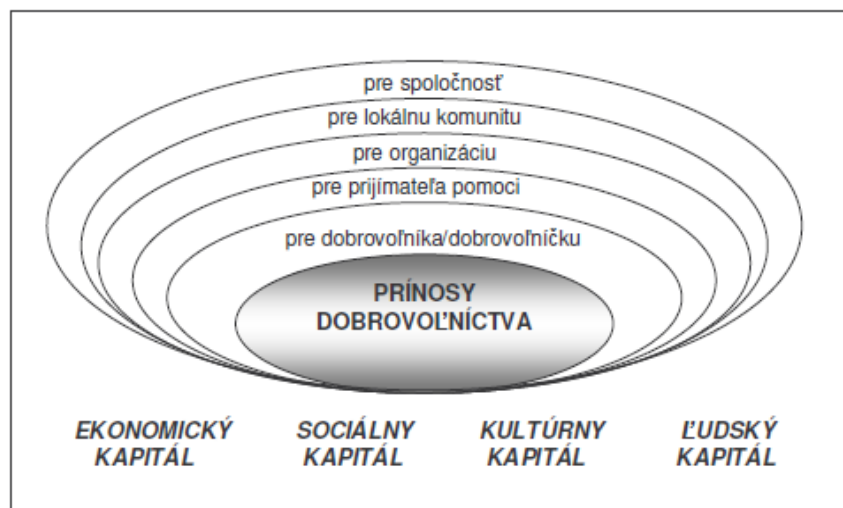 pre spoločnosť
pre lokálnu komunitu
pre organizáciu
pre prijímateľa pomoci
pre dobrovoľníka/dobrovoľníčku
PRÍNOSY
DOBROVOĽNÍCTVA
EKONOMICKÝ
KAPITÁL
SOCIÁLNY
KAPITÁL
KULTÚRNY
KAPITÁL
ĽUDSKÝ
KAPITÁL